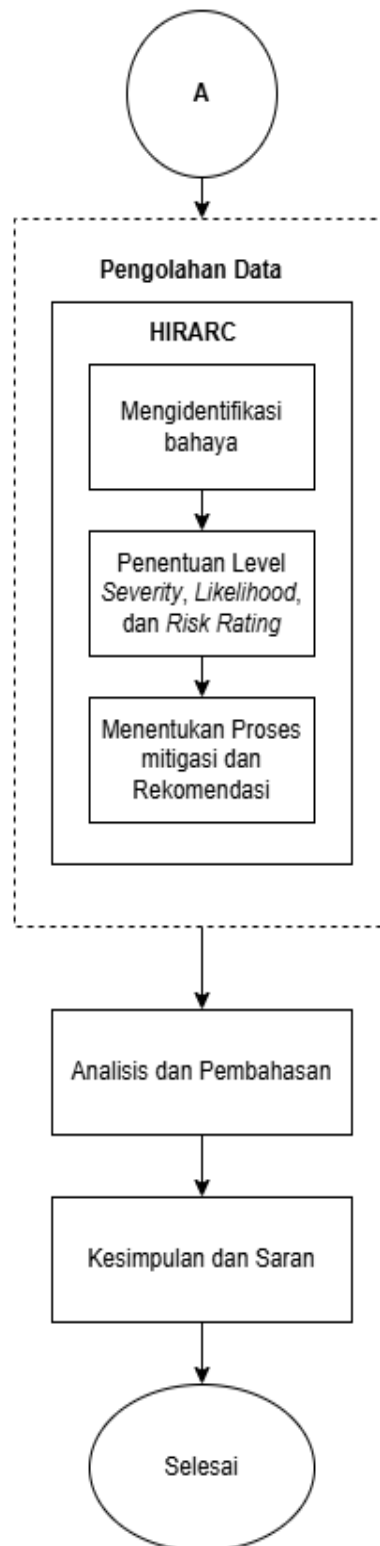 A
Pengolahan Data
HIRARC
Mengidentifikasi
bahaya
Penentuan Level
Severity, Likelihood,
dan Risk Rating
Menentukan Proses
mitigasi dan
Rekomendasi
Analisis dan Pembahasan
Kesimpulan dan Saran
Selesai